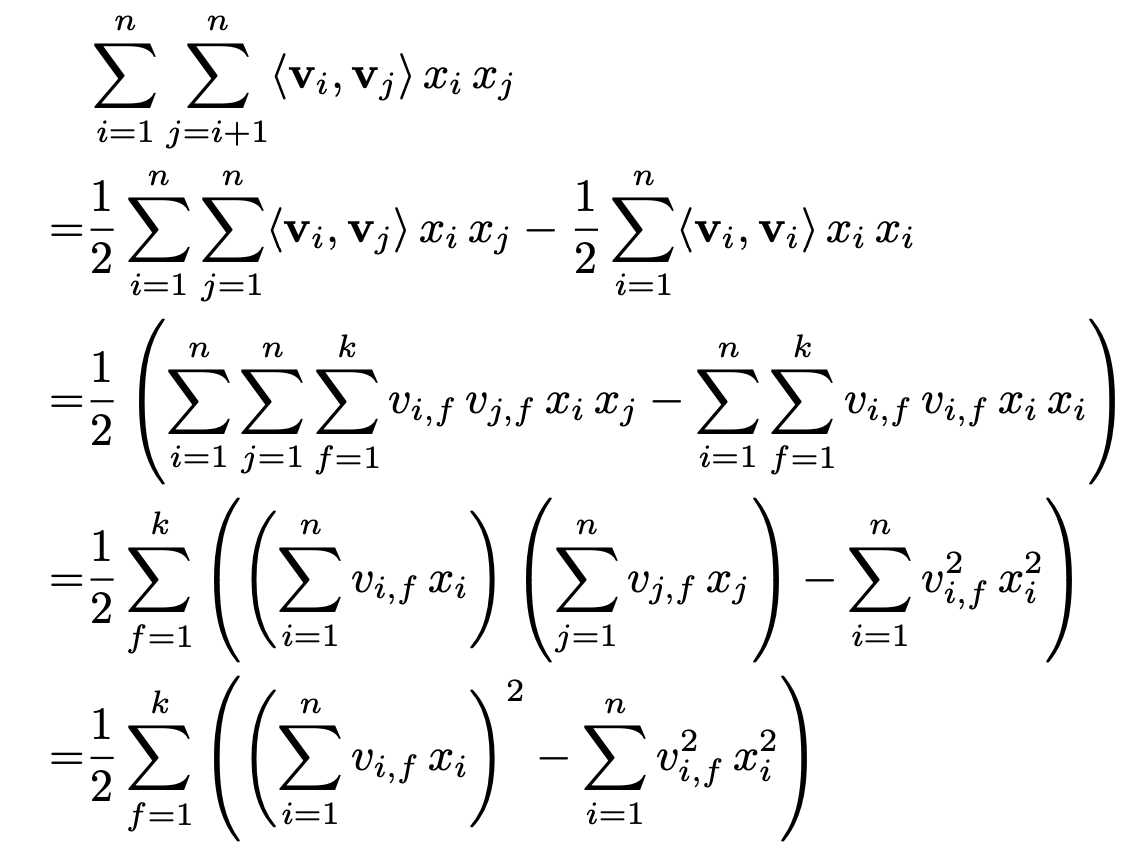 \sum_{i=1}^{n} \sum_{j=i+1}^{n} \langle \mathbf{v}_i, \mathbf{v}_j \rangle \, x_i \, x_j
= \frac{1}{2} \sum_{i=1}^{n} \sum_{j=1}^{n} \langle \mathbf{v}_i, \mathbf{v}_j \rangle \, x_i \, x_j - \frac{1}{2} \sum_{i=1}^{n} \langle \mathbf{v}_i, \mathbf{v}_i \rangle \, x_i \, x_i
= \frac{1}{2} \left( \sum_{i=1}^{n} \sum_{j=1}^{n} \sum_{f=1}^{k} v_{i,f} \, v_{j,f} \, x_i \, x_j - \sum_{i=1}^{n} \sum_{f=1}^{k} v_{i,f} \, v_{i,f} \, x_i \, x_i \right)
= \frac{1}{2} \sum_{f=1}^{k} \left( \left( \sum_{i=1}^{n} v_{i,f} \, x_i \right) \left( \sum_{j=1}^{n} v_{j,f} \, x_j \right) - \sum_{i=1}^{n} v_{i,f}^2 \, x_i^2 \right)
= \frac{1}{2} \sum_{f=1}^{k} \left( \left( \sum_{i=1}^{n} v_{i,f} \, x_i \right)^2 - \sum_{i=1}^{n} v_{i,f}^2 \, x_i^2 \right)